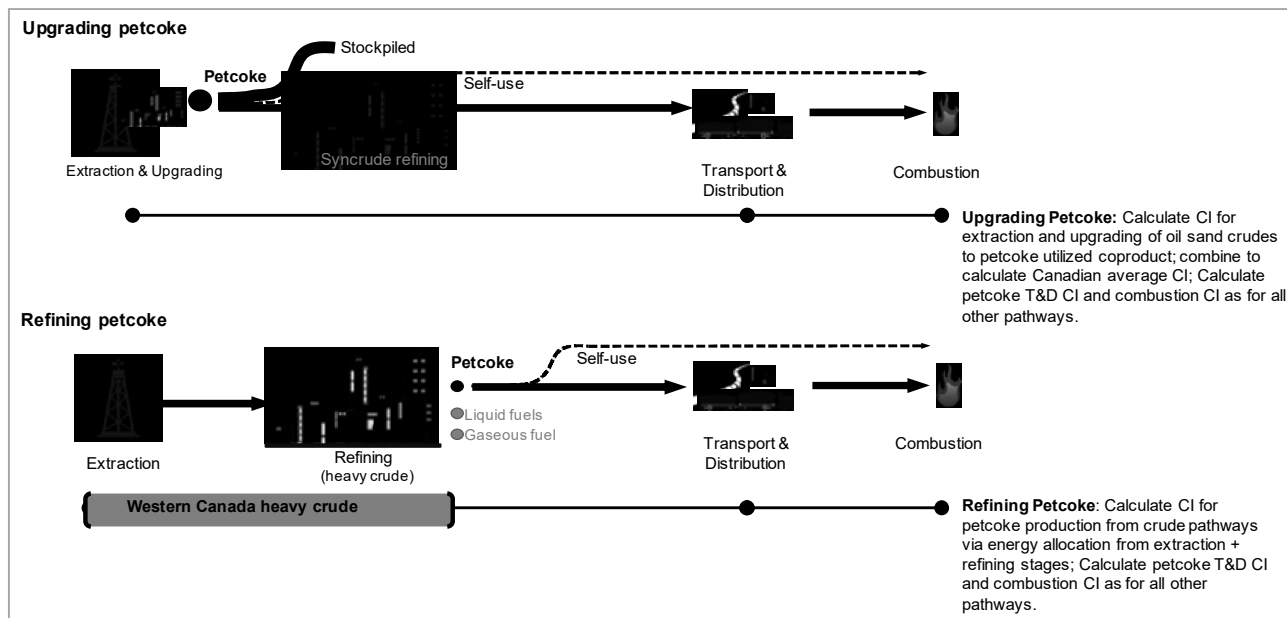 Upgrading petcoke
Stockpiled
Petcoke
Self-use
Syncrude refining
Extraction & Upgrading
Transport &
Distribution
Combustion
Upgrading Petcoke: Calculate CI for
extraction and upgrading of oil sand crudes
to petcoke utilized coproduct; combine to
calculate Canadian average CI; Calculate
petcoke T&D CI and combustion CI as for all
other pathways.
Refining petcoke
Petcoke
Self-use
Liquid fuels
Gaseous fuel
Extraction
Refining
(heavy crude)
Transport &
Distribution
Combustion
Western Canada heavy crude
Refining Petcoke: Calculate CI for
petcoke production from crude pathways
via energy allocation from extraction +
refining stages; Calculate petcoke T&D CI
and combustion CI as for all other
pathways.